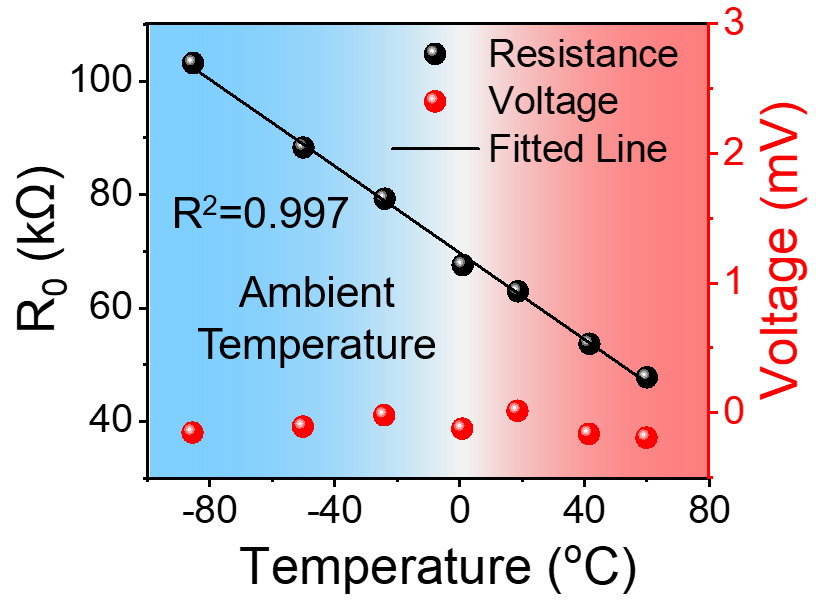 Resistance
Voltage
Fitted Line
R²=0.997
Ambient
Temperature
R₀ (kΩ)
100
80
60
40
3
2
1
0
Voltage (mV)
-80
-40
0
40
80
Temperature (⁰C)